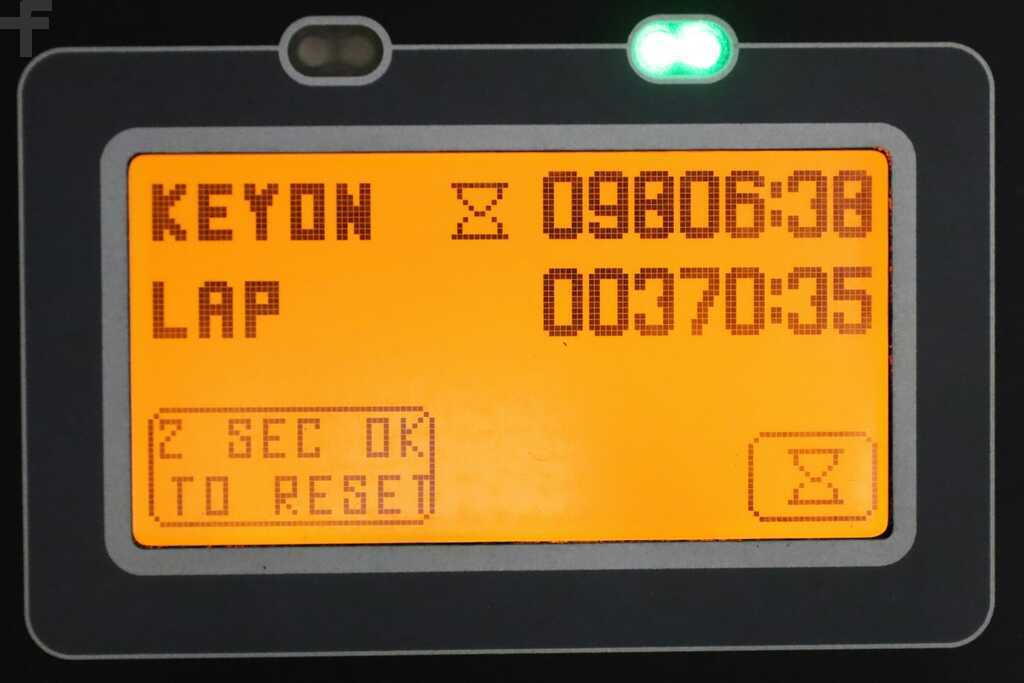 KEYON 09806:38
LAP 00370:35
2 SEC OK
TO RESET